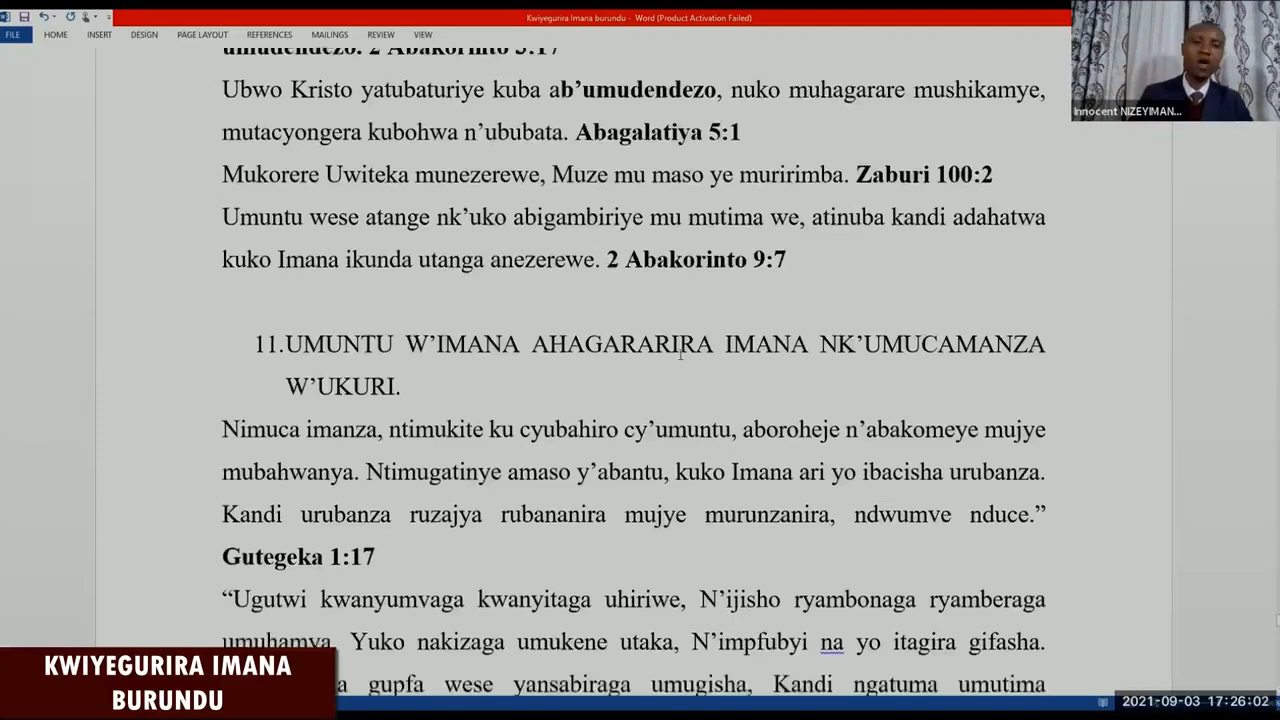 Kwiyegurira Imana burundu - Word (Product Activation Failed)
FILE HOME INSERT DESIGN PAGE LAYOUT REFERENCES MAILINGS REVIEW VIEW
Innocent NIZEYIMAN...
umudendezo. 2 Abakorinto 3:17
Ubwo Kristo yatubaturiye kuba ab’umudendezo, nuko muhagarare mushikamye,
mutacyongera kubohwa n’ububata. Abagalatiya 5:1
Mukorere Uwiteka munezerewe, Muze mu maso ye muririmba. Zaburi 100:2
Umuntu wese atange nk’uko abigambiriye mu mutima we, atinuba kandi adahatwa
kuko Imana ikunda utanga anezerewe. 2 Abakorinto 9:7
11.UMUNTU W’IMANA AHAGARARIRA IMANA NK’UMUCAMANZA
W’UKURI.
Nimuca imanza, ntimukite ku cyubahiro cy’umuntu, aboroheje n’abakomeye mujye
mubahwanya. Ntimugatinye amaso y’abantu, kuko Imana ari yo ibacisha urubanza.
Kandi urubanza ruzajya rubananira mujye murunzanira, ndwumve nduce.”
Gutegeka 1:17
“Ugutwi kwanyumvaga kwanyitaga uhiriwe, N’ijisho ryambonaga ryamberaga
umuhamya, Yuko nakizaga umukene utaka, N’impfubyi na yo itagira gifasha.
gupfa wese yansabiraga umugisha, Kandi ngatuma umutima
KWIYEGURIRA IMANA
BURUNDU
2021-09-03 17:26:02